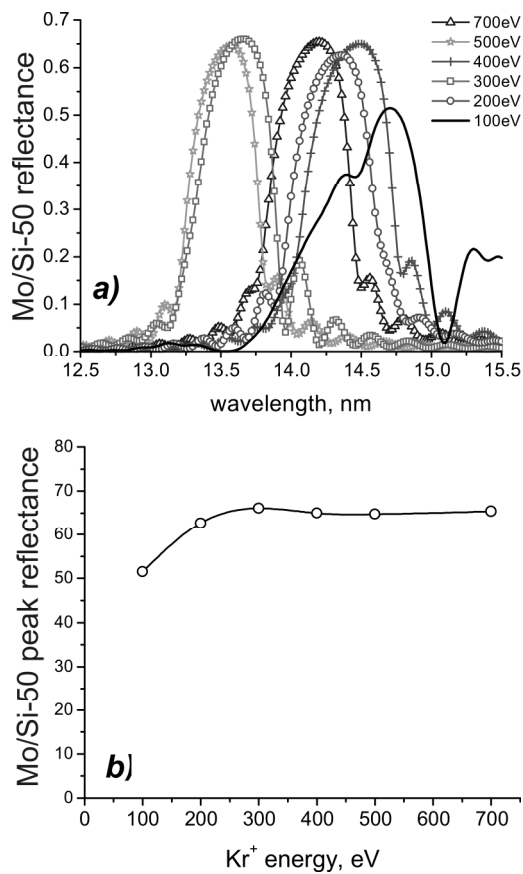 0.7
0.6
0.5
0.4
0.3
0.2
0.1
0.0
Mo/Si-50 reflectance
700eV
500eV
400eV
300eV
200eV
100eV
a)
12.5 13.0 13.5 14.0 14.5 15.0 15.5
wavelength, nm
80
70
60
50
40
30
20
10
0
Mo/Si-50 peak reflectance
b)
0 100 200 300 400 500 600 700
Kr⁺ energy, eV